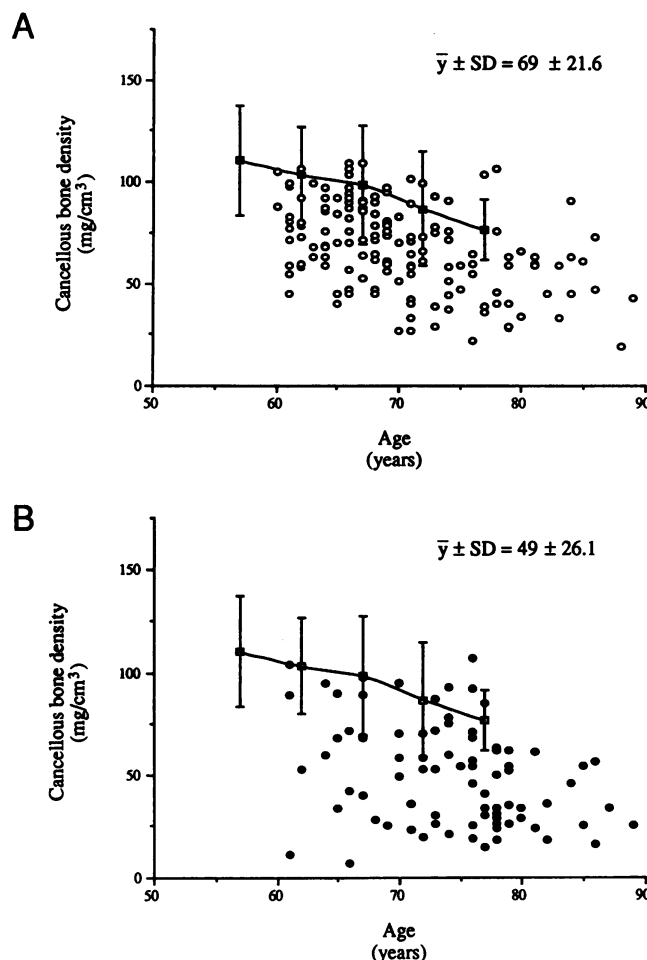 A
ȳ ± SD = 69 ± 21.6
150
100
50
0
Cancellous bone density
(mg/cm³)
50 60 70 80 90
Age
(years)
B
ȳ ± SD = 49 ± 26.1
150
100
50
0
Cancellous bone density
(mg/cm³)
50 60 70 80 90
Age
(years)